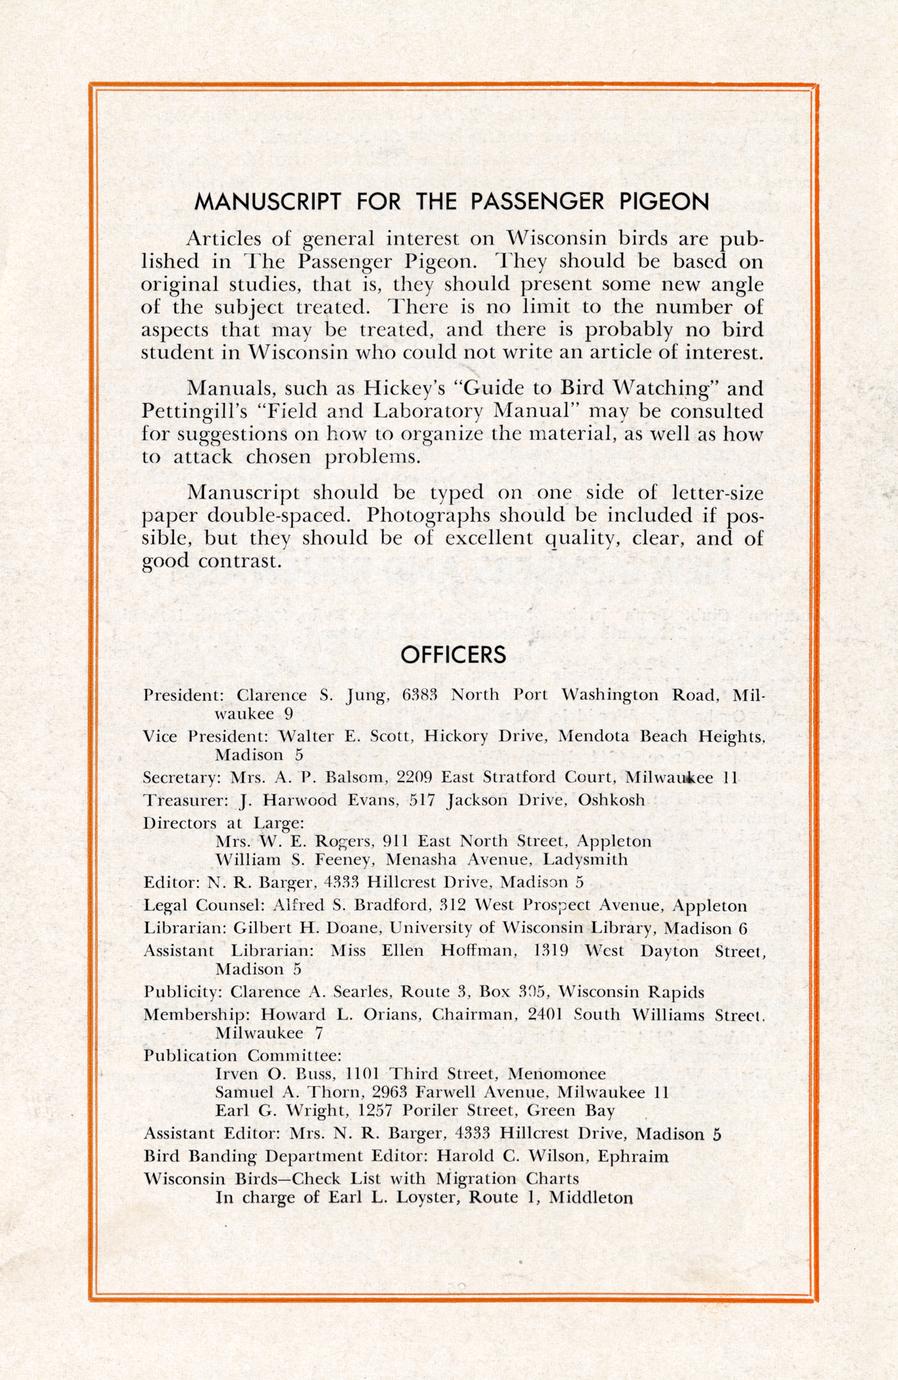 MANUSCRIPT FOR THE PASSENGER PIGEON
Articles of general interest on Wisconsin birds are pub-
lished in The Passenger Pigeon. They should be based on
original studies, that is, they should present some new angle
of the subject treated. There is no limit to the number of
aspects that may be treated, and there is probably no bird
student in Wisconsin who could not write an article of interest.
Manuals, such as Hickey's “Guide to Bird Watching” and
Pettingill's “Field and Laboratory Manual” may be consulted
for suggestions on how to organize the material, as well as how
to attack chosen problems.
Manuscript should be typed on one side of letter-size
paper double-spaced. Photographs should be included if pos-
sible, but they should be of excellent quality, clear, and of
good contrast.
OFFICERS
President: Clarence S. Jung, 6383 North Port Washington Road, Mil-
waukee 9
Vice President: Walter E. Scott, Hickory Drive, Mendota Beach Heights,
Madison 5
Secretary: Mrs. A. P. Balsom, 2209 East Stratford Court, Milwaukee 11
Treasurer: J. Harwood Evans, 517 Jackson Drive, Oshkosh
Directors at Large:
Mrs. W. E. Rogers, 911 East North Street, Appleton
William S. Feeney, Menasha Avenue, Ladysmith
Editor: N. R. Barger, 4333 Hillcrest Drive, Madison 5
Legal Counsel: Alfred S. Bradford, 312 West Prospect Avenue, Appleton
Librarian: Gilbert H. Doane, University of Wisconsin Library, Madison 6
Assistant Librarian: Miss Ellen Hoffman, 1319 West Dayton Street,
Madison 5
Publicity: Clarence A. Searles, Route 3, Box 305, Wisconsin Rapids
Membership: Howard L. Orians, Chairman, 2401 South Williams Street,
Milwaukee 7
Publication Committee:
Irven O. Buss, 1101 Third Street, Menomonee
Samuel A. Thorn, 2963 Farwell Avenue, Milwaukee 11
Earl G. Wright, 1257 Poriler Street, Green Bay
Assistant Editor: Mrs. N. R. Barger, 4333 Hillcrest Drive, Madison 5
Bird Banding Department Editor: Harold C. Wilson, Ephraim
Wisconsin Birds—Check List with Migration Charts
In charge of Earl L. Loyster, Route 1, Middleton